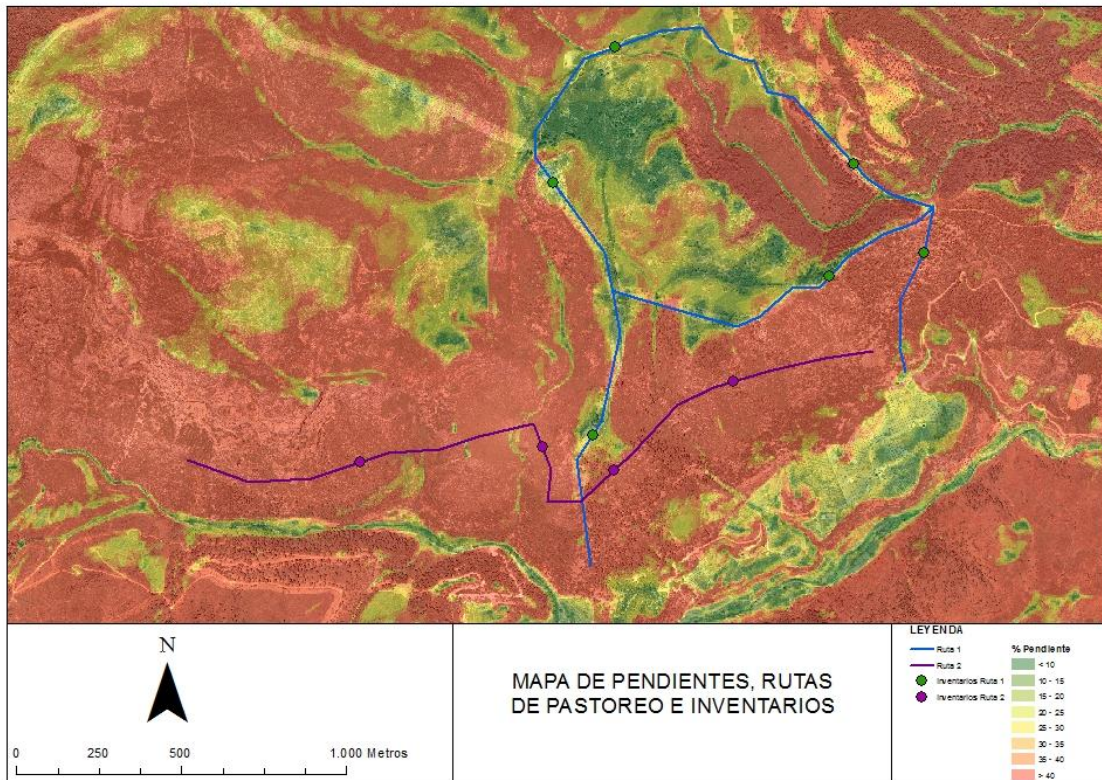 N
0 250 500 1.000 Metros
MAPA DE PENDIENTES, RUTAS
DE PASTOREO E INVENTARIOS
LEYENDA
Ruta 1
Ruta 2
Inventarios Ruta 1
Inventarios Ruta 2
% Pendiente
< 10
10 - 15
15 - 20
20 - 25
25 - 30
30 - 35
35 - 40
> 40